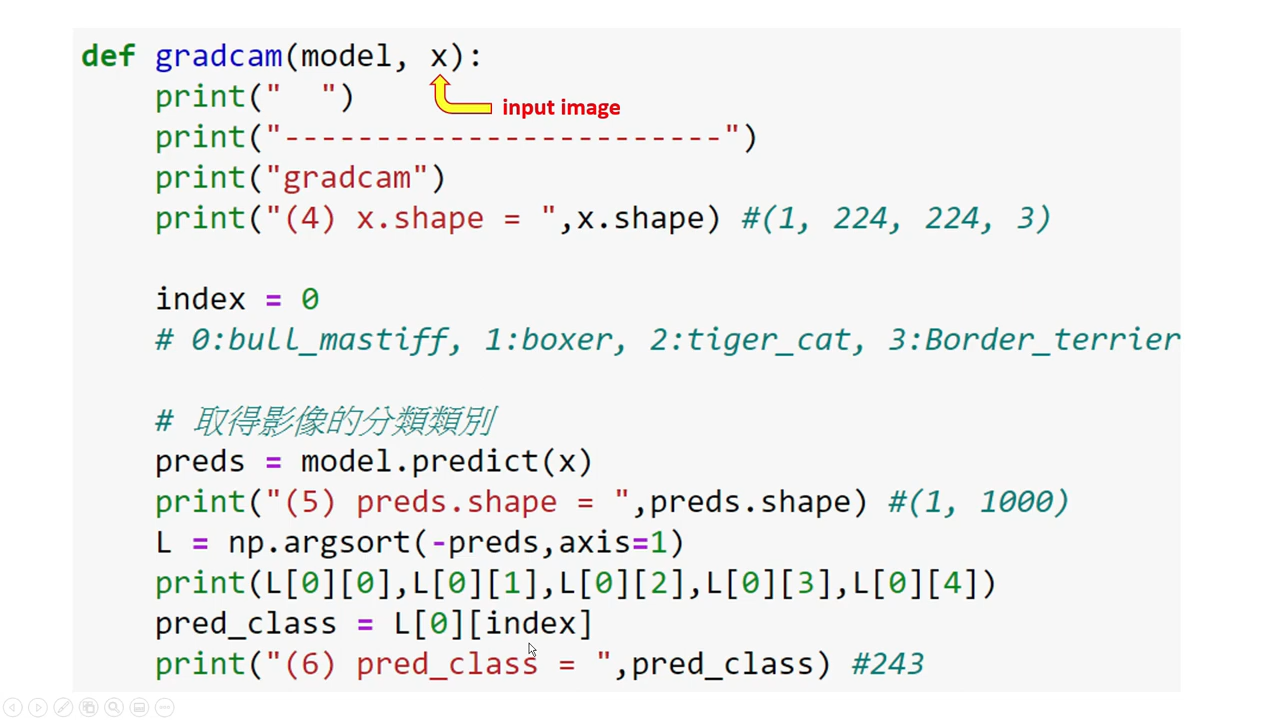 def gradcam(model, x):
    print("  ")
input image
    print("------------------------")
    print("gradcam")
    print("(4) x.shape = ",x.shape) #(1, 224, 224, 3)
    index = 0
    # 0:bull_mastiff, 1:boxer, 2:tiger_cat, 3:Border_terrier
    # 取得影像的分類類別
    preds = model.predict(x)
    print("(5) preds.shape = ",preds.shape) #(1, 1000)
    L = np.argsort(-preds,axis=1)
    print(L[0][0],L[0][1],L[0][2],L[0][3],L[0][4])
    pred_class = L[0][index]
    print("(6) pred_class = ",pred_class) #243